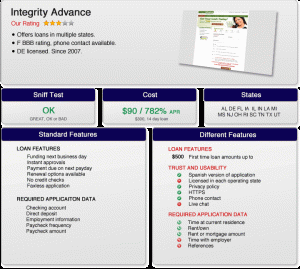 Integrity Advance
Our Rating
• Offers loans in multiple states.
• F BBB rating, phone contact available.
• DE licensed. Since 2007.
Sniff Test
OK
GREAT, OK or BAD
Cost
$90 / 782% APR
$300, 14 day loan
States
AL DE FL IA IL IN LA MI
MS NJ OH RI SC TN TX UT
Standard Features
LOAN FEATURES
Funding next business day
Instant approvals
Payment due on next payday
Renewal options available
No credit checks
Faxless application
REQUIRED APPLICATION DATA
Checking account
Direct deposit
Employment information
Paycheck frequency
Paycheck amount
Different Features
LOAN FEATURES
$500 First time loan amounts up to
TRUST AND USABILITY
Spanish version of application
Licensed in each operating state
Privacy policy
HTTPS
Phone contact
Live chat
REQUIRED APPLICATION DATA
Time at current residence
Rent/own
Rent or mortgage amount
Time with employer
References